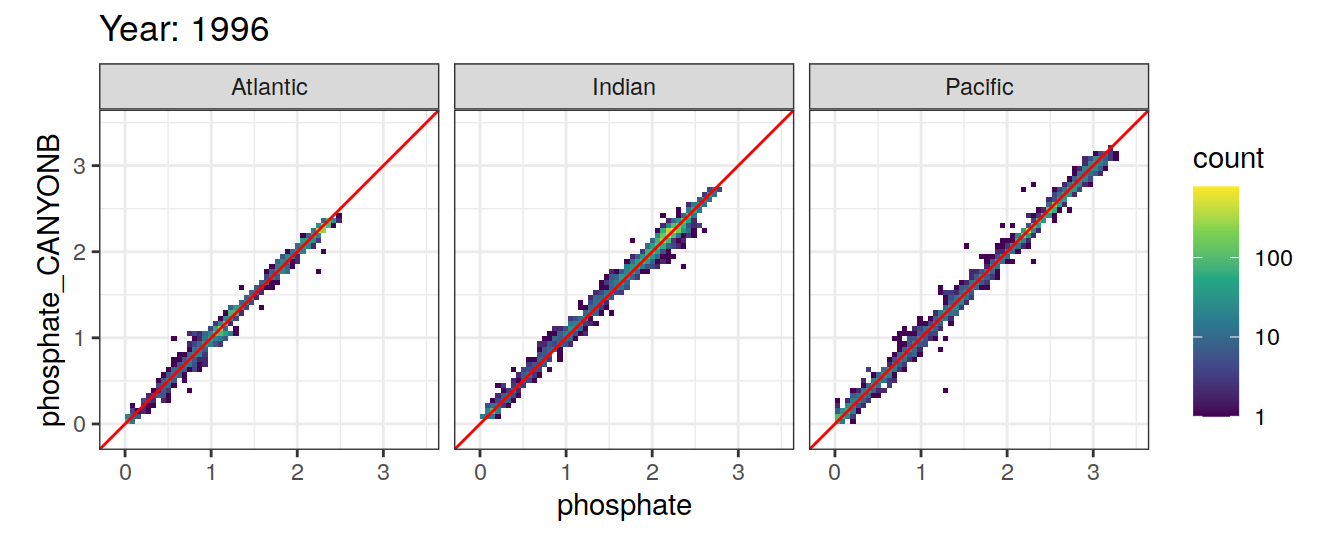 Year: 1996
Atlantic
Indian
Pacific
phosphate_CANYONB
3
2
1
0
0 1 2 3
0 1 2 3
0 1 2 3
phosphate
count
100
10
1